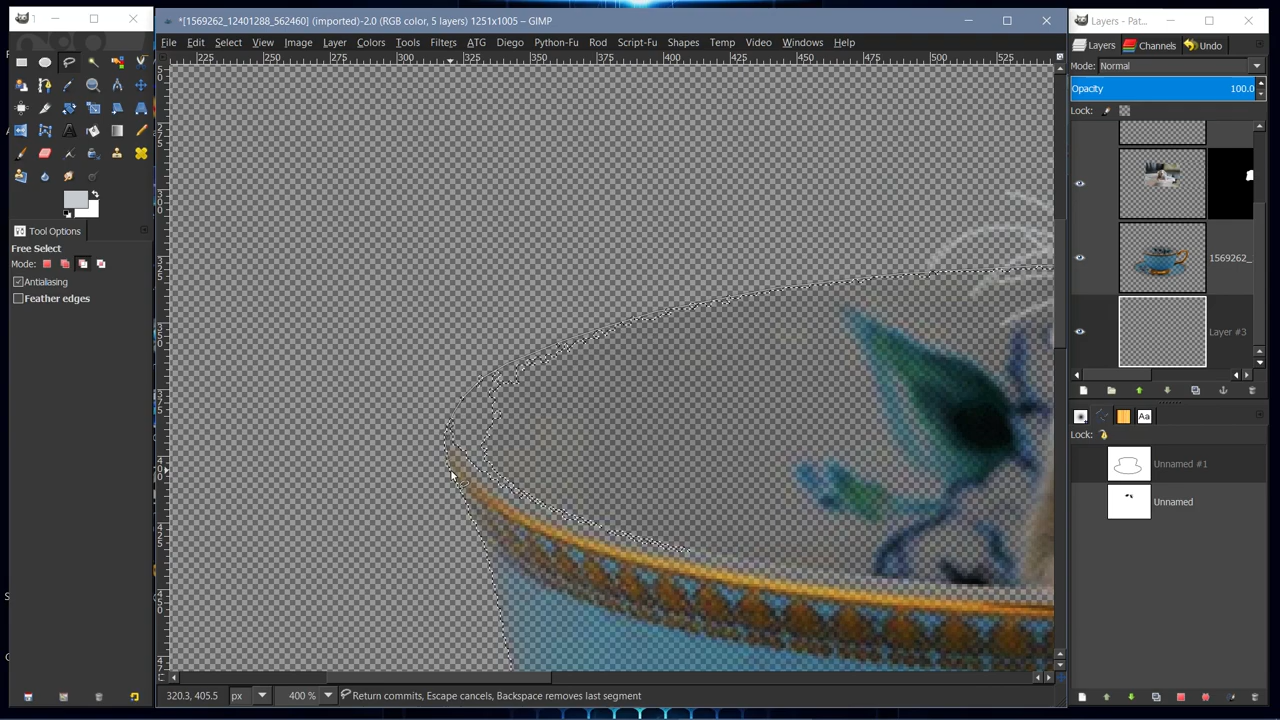 *[1569262_12401288_562460] (imported)-2.0 (RGB color, 5 layers) 1251x1005 – GIMP
File Edit Select View Image Layer Colors Tools Filters ATG Diego Python-Fu Rod Script-Fu Shapes Temp Video Windows Help
225 300 325 350 375 400 425 450 475 500 525
Tool Options
Free Select
Mode:
Antialiasing
Feather edges
Layers - Pat...
Layers Channels Undo
Mode: Normal
Opacity 100.0
Lock:
1569262_
Layer #3
Aa
Lock:
Unnamed #1
Unnamed
320.3, 405.5 px 400 % Return commits, Escape cancels, Backspace removes last segment